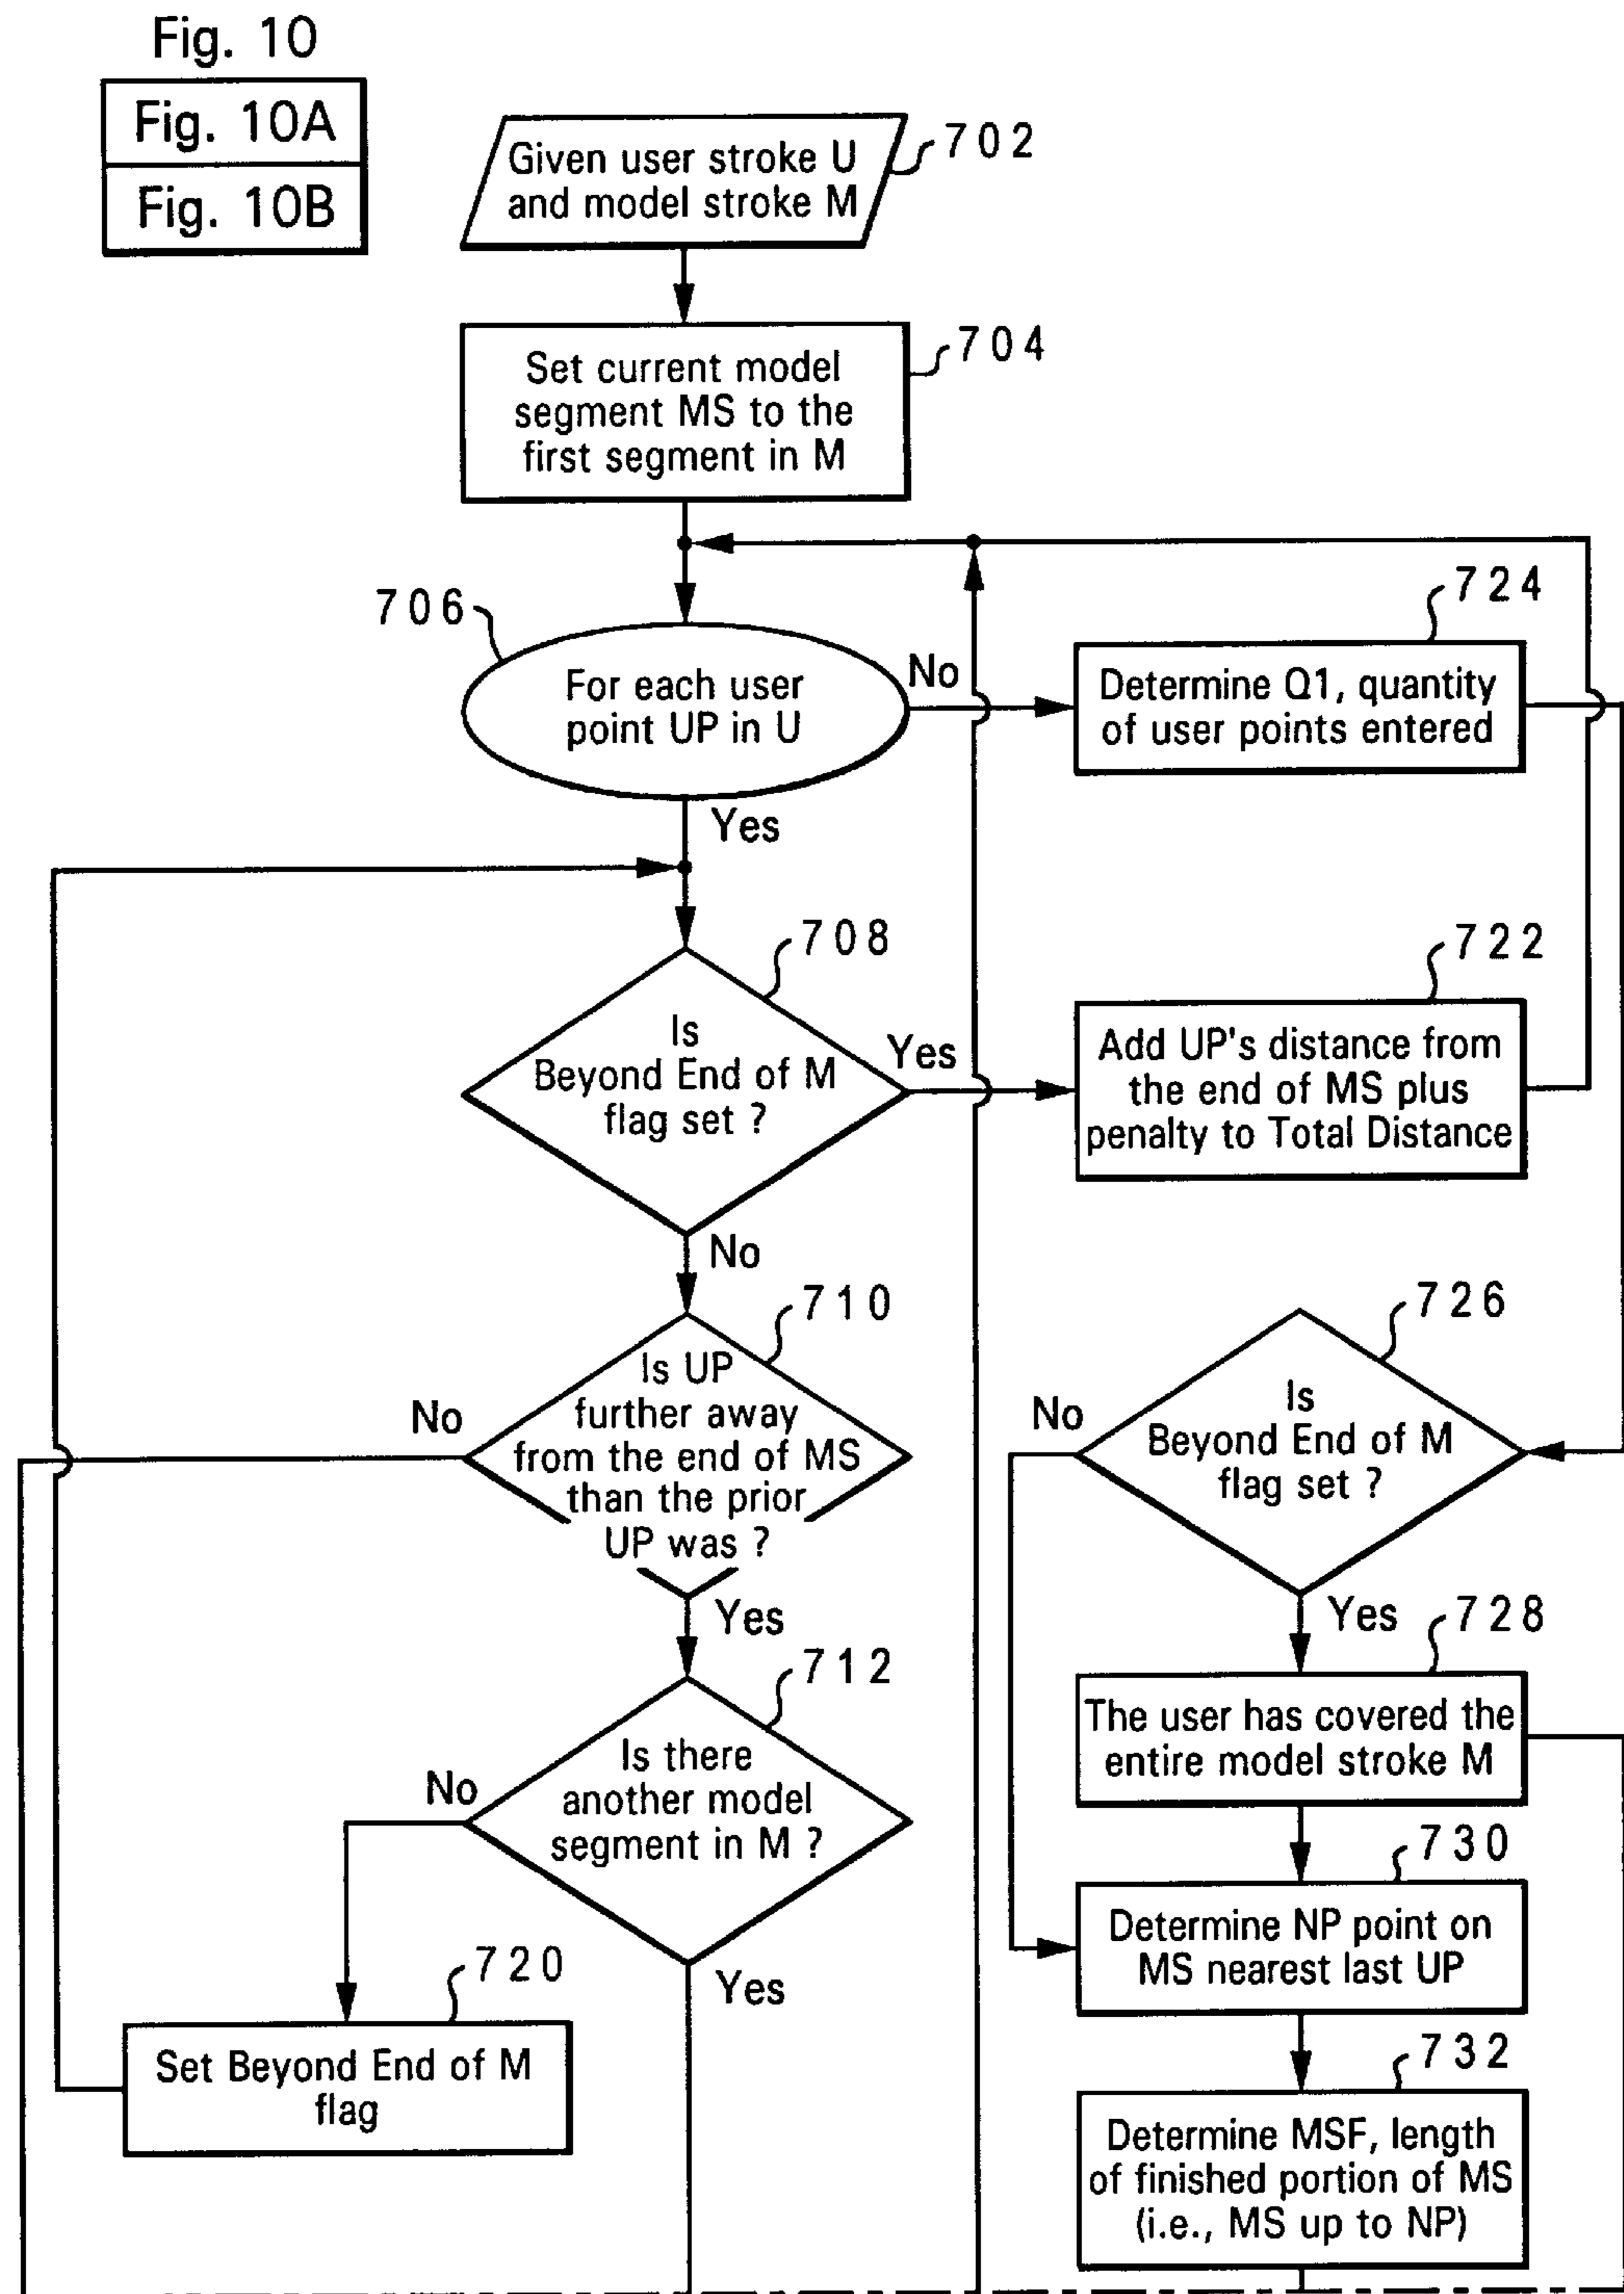 Fig. 10
Fig. 10A
Fig. 10B
Given user stroke U
and model stroke M
702
Set current model
segment MS to the
first segment in M
704
706
For each user
point UP in U
No
Yes
724
Determine Q1, quantity
of user points entered
708
Is
Beyond End of M
flag set ?
Yes
No
722
Add UP's distance from
the end of MS plus
penalty to Total Distance
710
Is UP
further away
from the end of MS
than the prior
UP was ?
No
Yes
726
Is
Beyond End of M
flag set ?
No
Yes
712
Is there
another model
segment in M ?
No
Yes
728
The user has covered the
entire model stroke M
730
Determine NP point on
MS nearest last UP
720
Set Beyond End of M
flag
732
Determine MSF, length
of finished portion of MS
(i.e., MS up to NP)